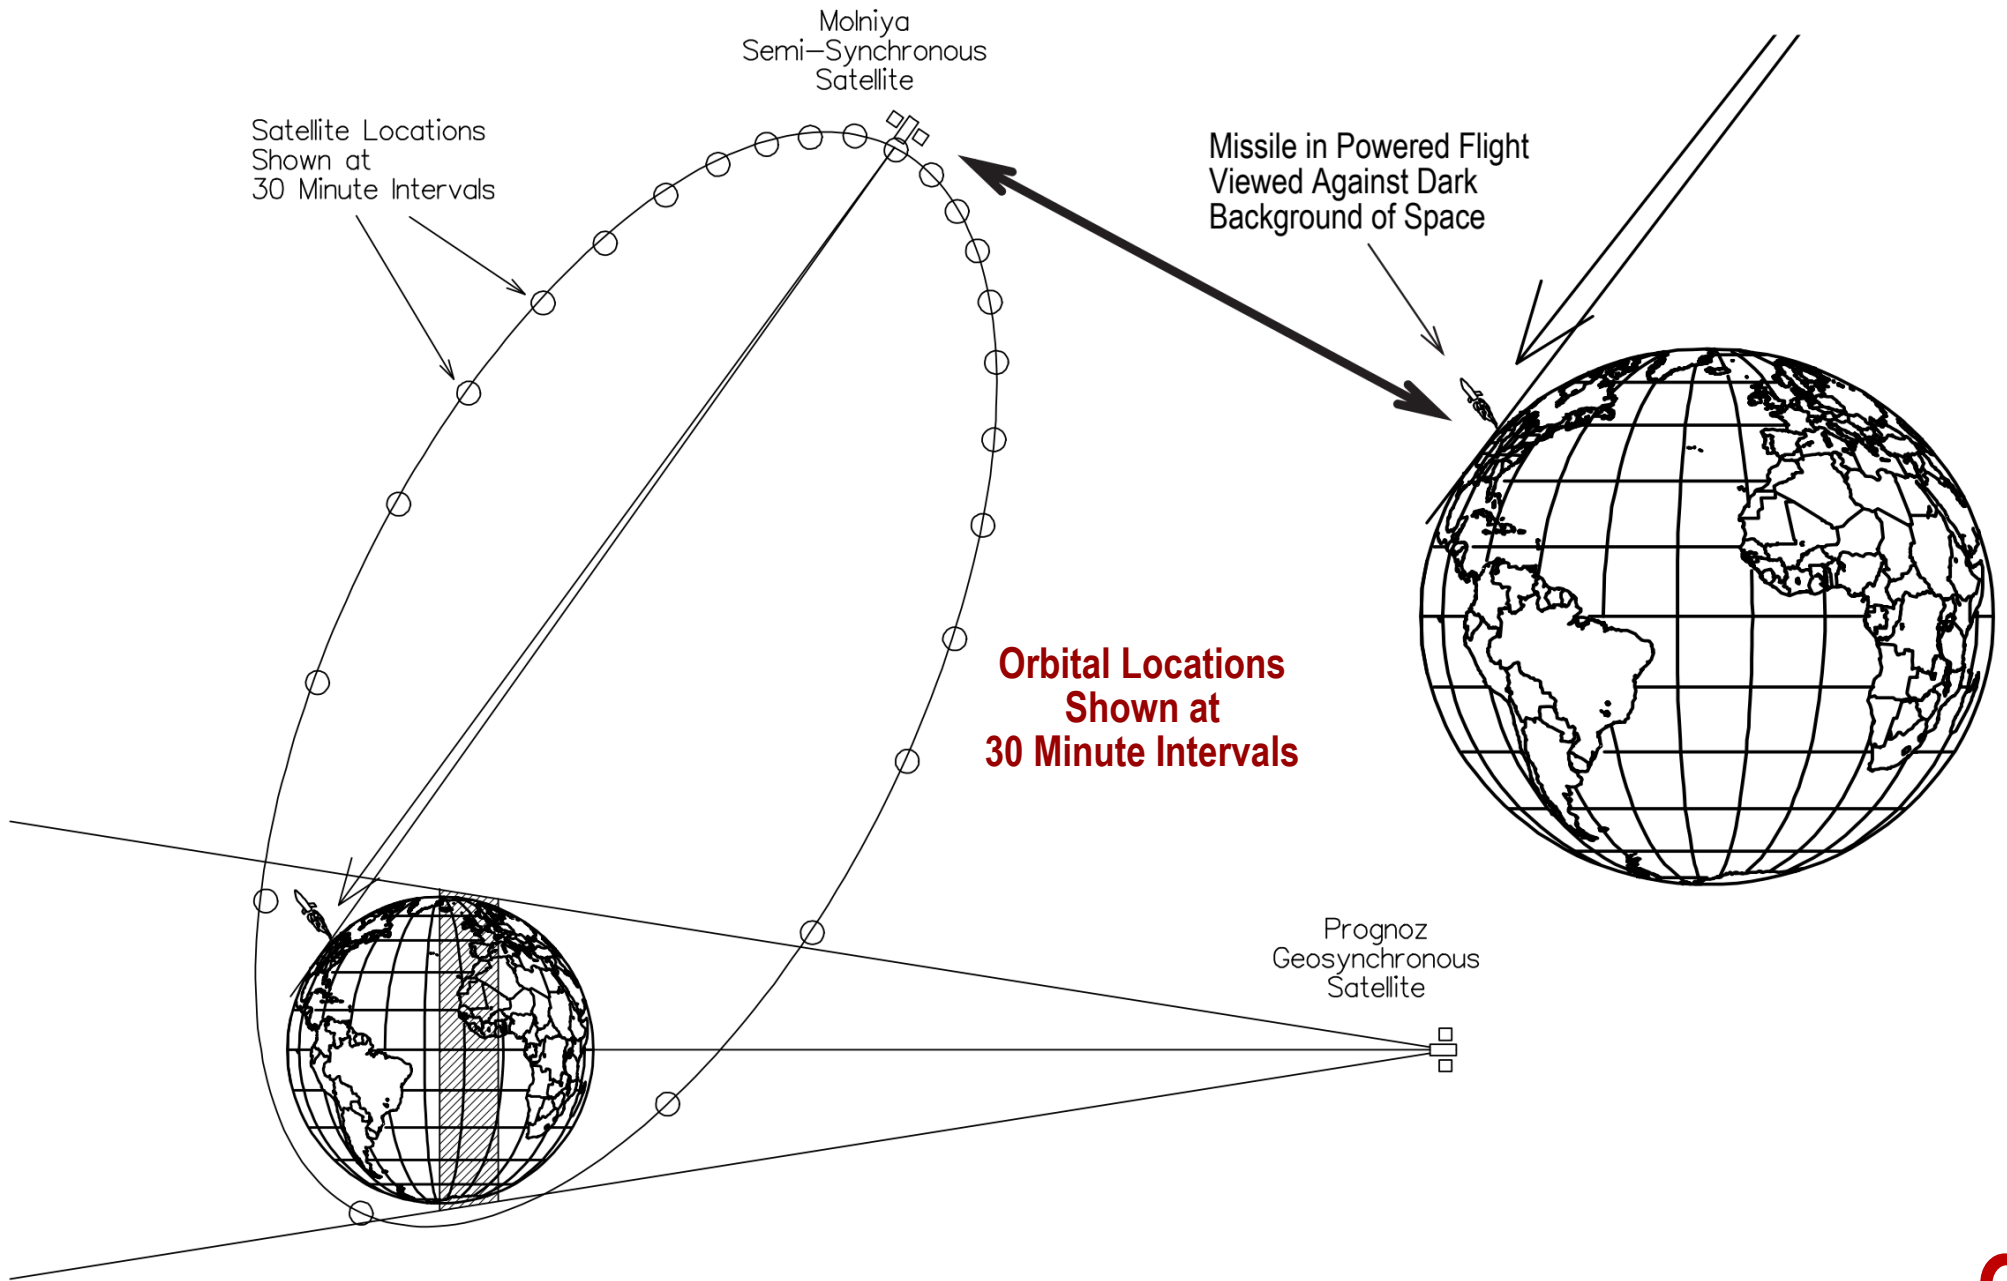 Molniya
Semi-Synchronous
Satellite
Satellite Locations
Shown at
30 Minute Intervals
Missile in Powered Flight
Viewed Against Dark
Background of Space
Orbital Locations
Shown at
30 Minute Intervals
Prognoz
Geosynchronous
Satellite